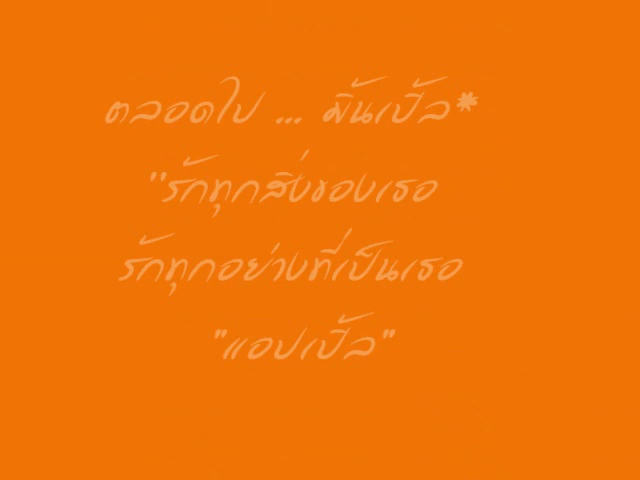 ตลอดไป ... มิ้นเปิ้ล*
"รักทุกสิ่งของเธอ
รักทุกอย่างที่เป็นเธอ
"แอปเปิ้ล"